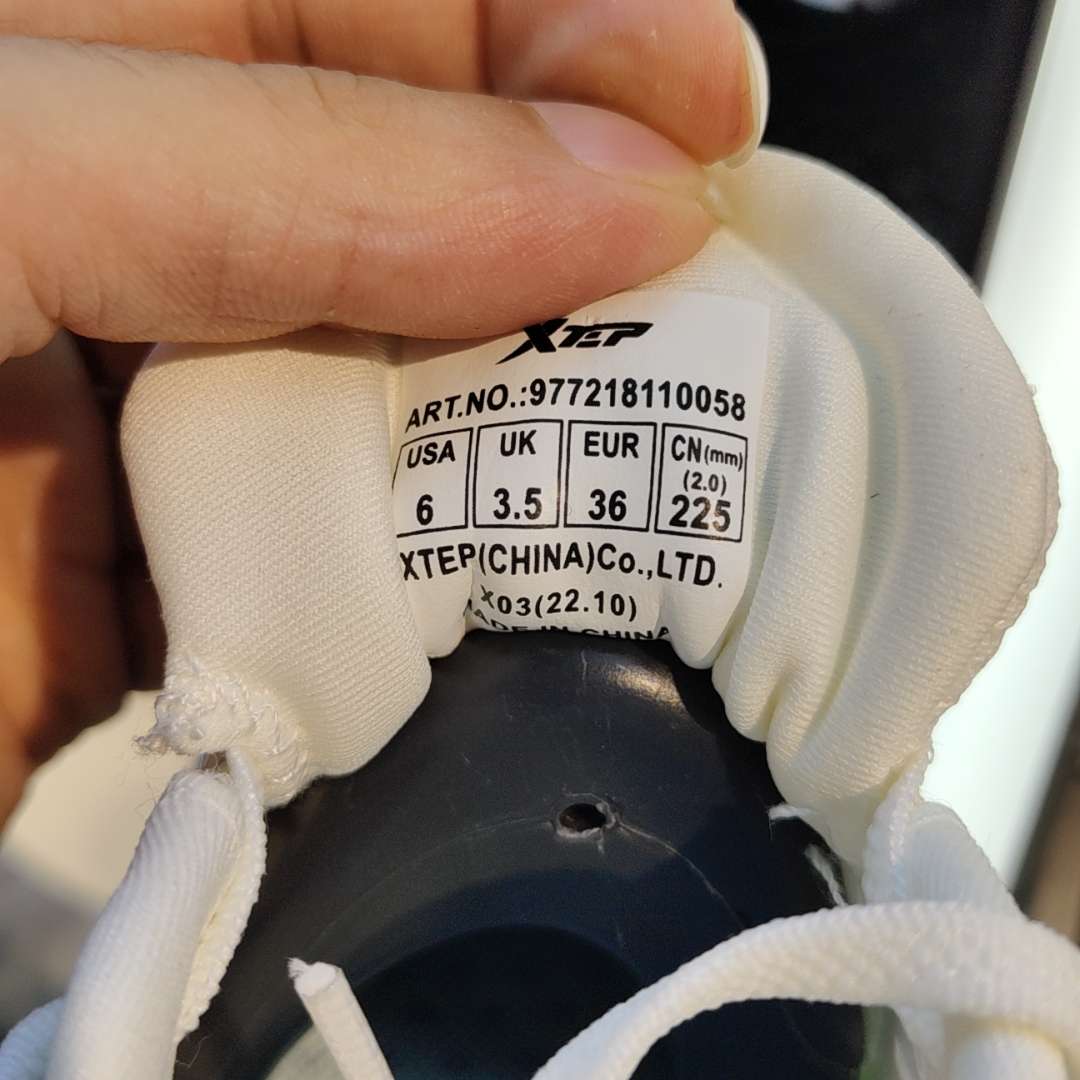 XTEP
ART.NO.:977218110058
USA UK EUR CN(mm)
(2.0)
6 3.5 36 225
XTEP(CHINA)Co.,LTD.
X03(22.10)
MADE IN CHINA